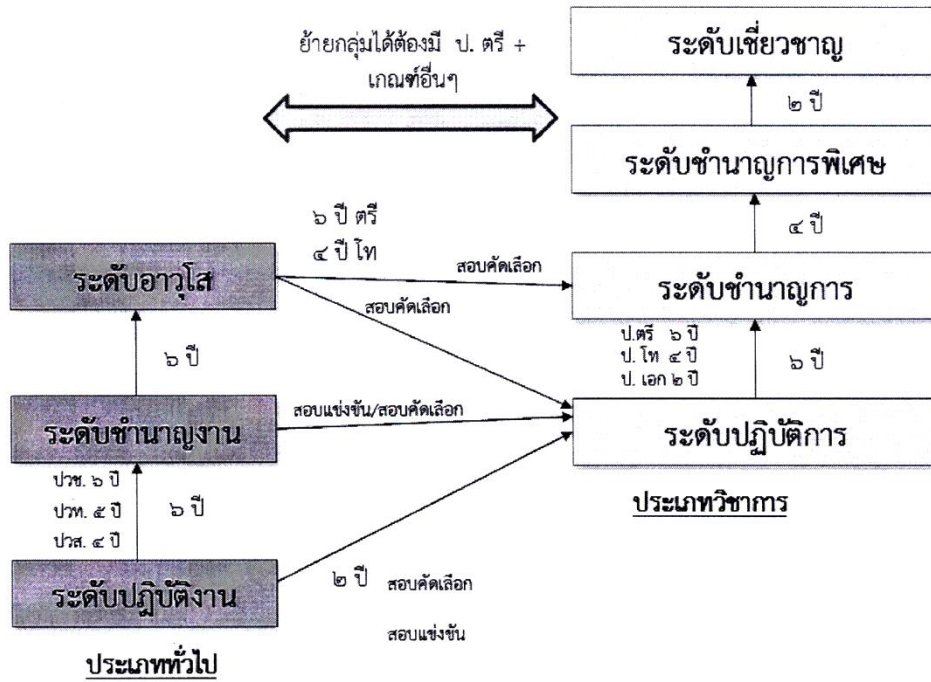 ย้ายกลุ่มได้ต้องมี ป. ตรี +
เกณฑ์อื่นๆ
ระดับเชี่ยวชาญ
๒ ปี
ระดับชำนาญการพิเศษ
๔ ปี
๖ ปี ตรี
๔ ปี โท
ระดับอาวุโส
สอบคัดเลือก
ระดับชำนาญการ
สอบคัดเลือก
๖ ปี
ป.ตรี ๖ ปี
ป. โท ๔ ปี
ป. เอก ๒ ปี
๖ ปี
ระดับชำนาญงาน
สอบแข่งขัน/สอบคัดเลือก
ระดับปฏิบัติการ
ปวช. ๖ ปี
ปวท. ๕ ปี
ปวส. ๔ ปี
๖ ปี
ประเภทวิชาการ
ระดับปฏิบัติงาน
๒ ปี สอบคัดเลือก
สอบแข่งขัน
ประเภททั่วไป